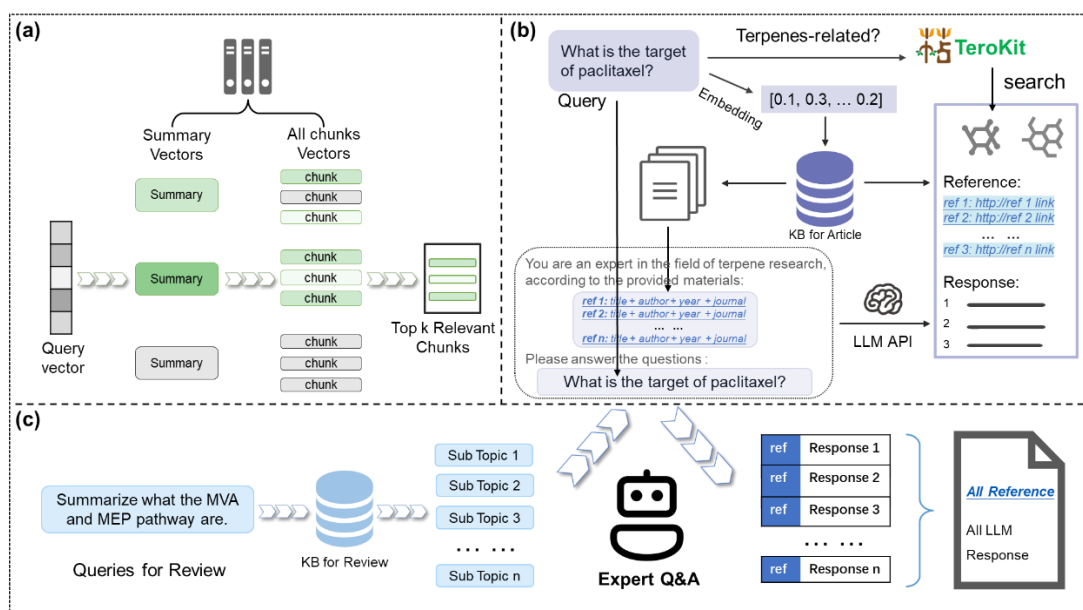 (a)
Summary
Vectors
All chunks
Vectors
Summary
chunk
chunk
chunk
Summary
chunk
chunk
chunk
Summary
chunk
chunk
chunk
Query
vector
Top k Relevant
Chunks
(b)
What is the target
of paclitaxel?
Query
Terpenes-related?
TeroKit
search
Embedding
[0.1, 0.3, ... 0.2]
KB for Article
Reference:
ref 1: http://ref 1 link
ref 2: http://ref 2 link
... ...
ref 3: http://ref n link
Response:
1
2
3
You are an expert in the field of terpene research,
according to the provided materials:
ref 1: title + author + year + journal
ref 2: title + author + year + journal
... ...
ref n: title + author + year + journal
Please answer the questions :
What is the target of paclitaxel?
LLM API
(c)
Summarize what the MVA
and MEP pathway are.
Queries for Review
KB for Review
Sub Topic 1
Sub Topic 2
Sub Topic 3
... ...
Sub Topic n
Expert Q&A
ref Response 1
ref Response 2
ref Response 3
... ...
ref Response n
All Reference
All LLM
Response